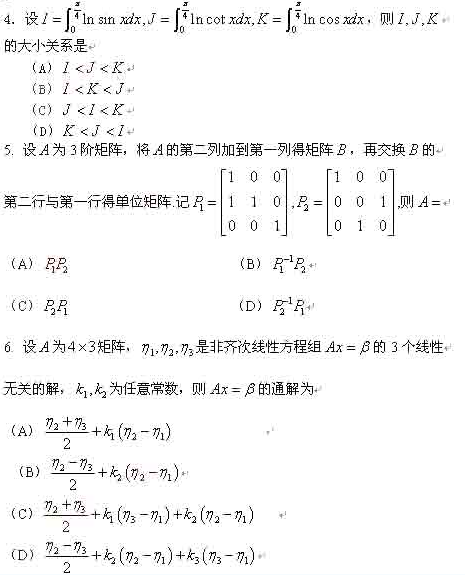 4. 设 I = ∫₀^{π/4} ln sin xdx, J = ∫₀^{π/4} ln cot xdx, K = ∫₀^{π/4} ln cos xdx, 则 I, J, K
的大小关系是
(A) I < J < K
(B) I < K < J
(C) J < I < K
(D) K < J < I
5. 设 A 为 3 阶矩阵, 将 A 的第二列加到第一列得矩阵 B, 再交换 B 的
第二行与第一行得单位矩阵.记 P₁ = [1 0 0; 1 1 0; 0 0 1], P₂ = [1 0 0; 0 0 1; 0 1 0],则 A =
(A) P₁P₂ (B) P₁⁻¹P₂
(C) P₂P₁ (D) P₂⁻¹P₁
6. 设 A 为 4×3 矩阵, η₁, η₂, η₃ 是非齐次线性方程组 Ax = β 的 3 个线性
无关的解, k₁, k₂ 为任意常数, 则 Ax = β 的通解为
(A) (η₂+η₃)/2 + k₁(η₂−η₁)
(B) (η₂−η₃)/2 + k₂(η₂−η₁)
(C) (η₂+η₃)/2 + k₁(η₃−η₁) + k₂(η₂−η₁)
(D) (η₂−η₃)/2 + k₂(η₂−η₁) + k₃(η₃−η₁)